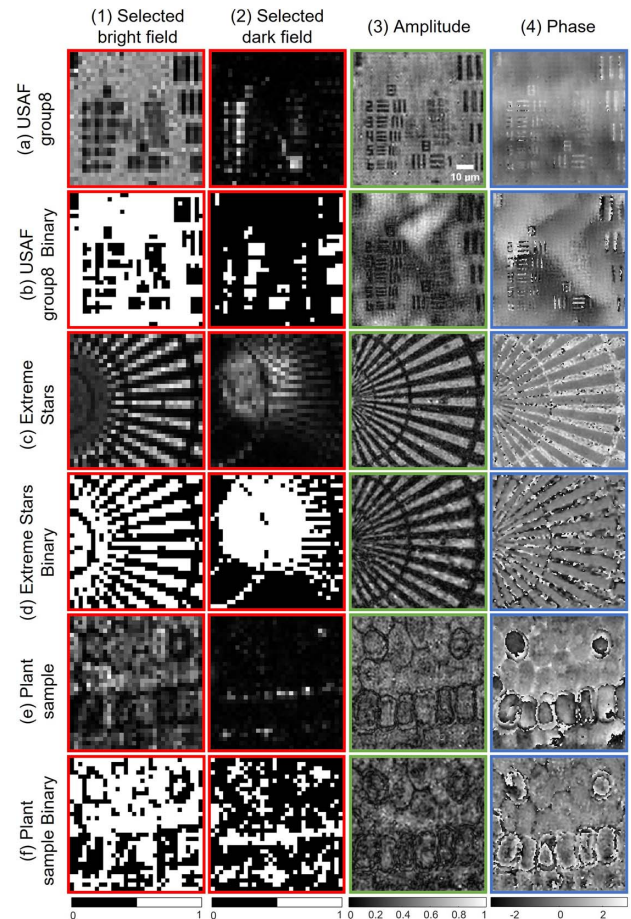 (1) Selected
bright field
(2) Selected
dark field
(3) Amplitude
(4) Phase
(a) USAF
group8
10 µm
(b) USAF
group8 Binary
(c) Extreme
Stars
(d) Extreme Stars
Binary
(e) Plant
sample
(f) Plant
sample Binary
0 1
0 1
0 0.2 0.4 0.6 0.8 1
-2 0 2